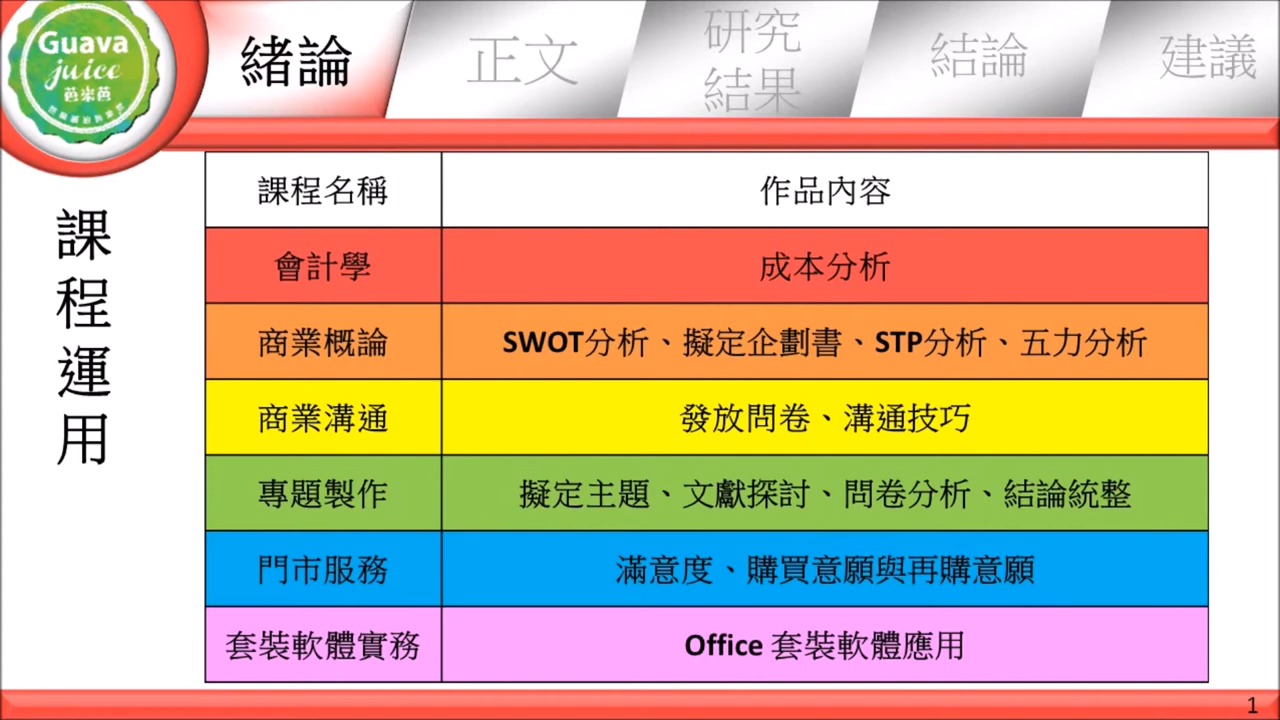 Guava
juice
芭米芭
緒論
正文
研究
結果
結論
建議
課程運用
課程名稱 作品內容
會計學 成本分析
商業概論 SWOT分析、擬定企劃書、STP分析、五力分析
商業溝通 發放問卷、溝通技巧
專題製作 擬定主題、文獻探討、問卷分析、結論統整
門市服務 滿意度、購買意願與再購意願
套裝軟體實務 Office 套裝軟體應用
1